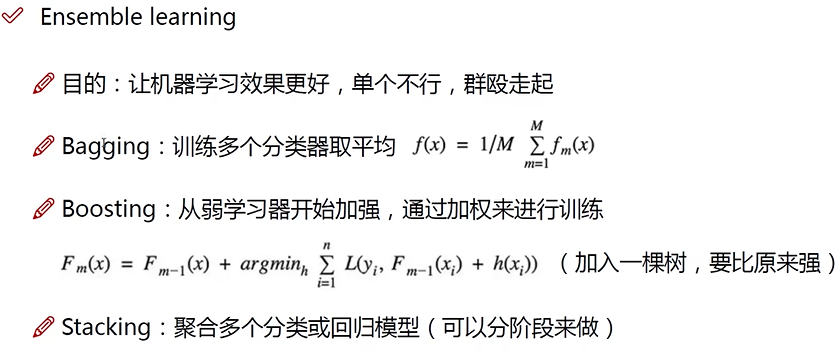 Ensemble learning
目的：让机器学习效果更好，单个不行，群殴走起
Bagging：训练多个分类器取平均 f(x) = 1/M ∑_{m=1}^{M} f_m(x)
Boosting：从弱学习器开始加强，通过加权来进行训练
F_m(x) = F_{m−1}(x) + argmin_h ∑_{i=1}^{n} L(y_i, F_{m−1}(x_i) + h(x_i)) （加入一棵树，要比原来强）
Stacking：聚合多个分类或回归模型（可以分阶段来做）